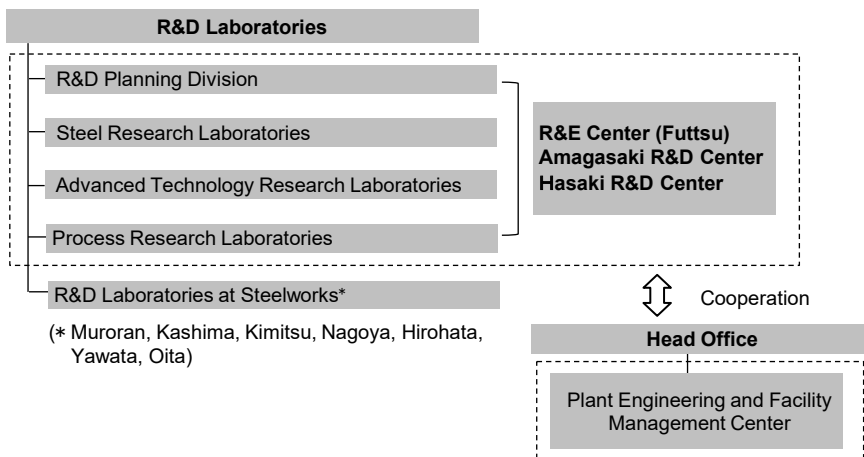 R&D Laboratories
R&D Planning Division
Steel Research Laboratories
Advanced Technology Research Laboratories
Process Research Laboratories
R&E Center (Futtsu)
Amagasaki R&D Center
Hasaki R&D Center
R&D Laboratories at Steelworks*
(* Muroran, Kashima, Kimitsu, Nagoya, Hirohata,
Yawata, Oita)
Cooperation
Head Office
Plant Engineering and Facility
Management Center